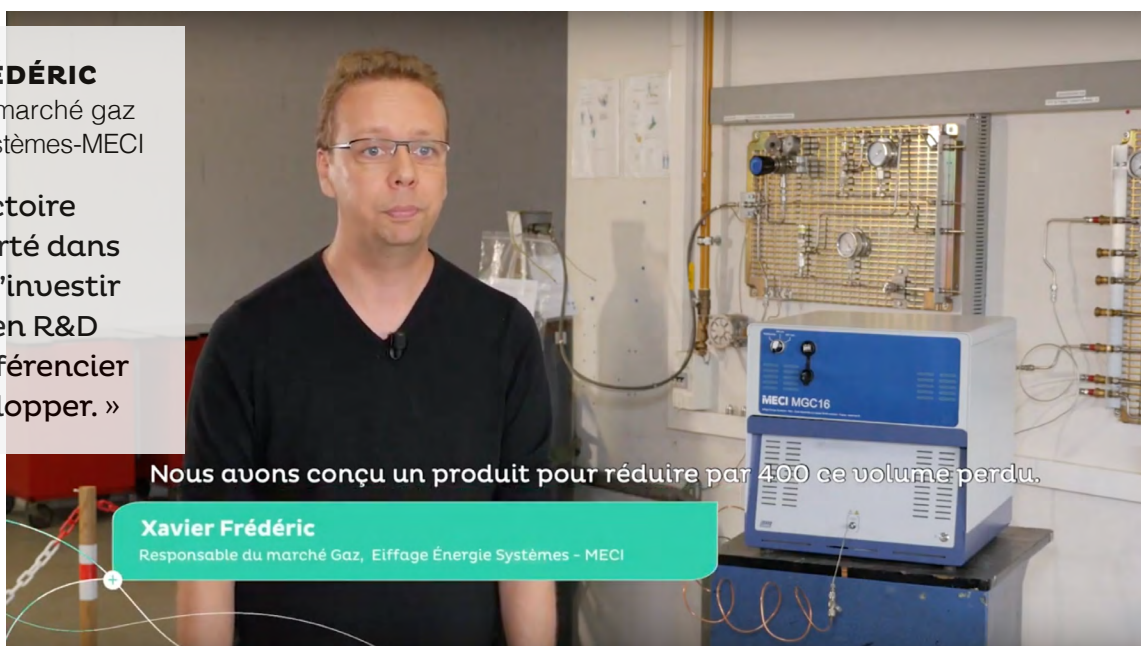 ÉDÉRIC
marché gaz
stèmes-MECI
ctoire
rté dans
’investir
en R&D
férencier
lopper. »
MECI MGC16
Nous avons conçu un produit pour réduire par 400 ce volume perdu.
Xavier Frédéric
Responsable du marché Gaz, Eiffage Énergie Systèmes - MECI